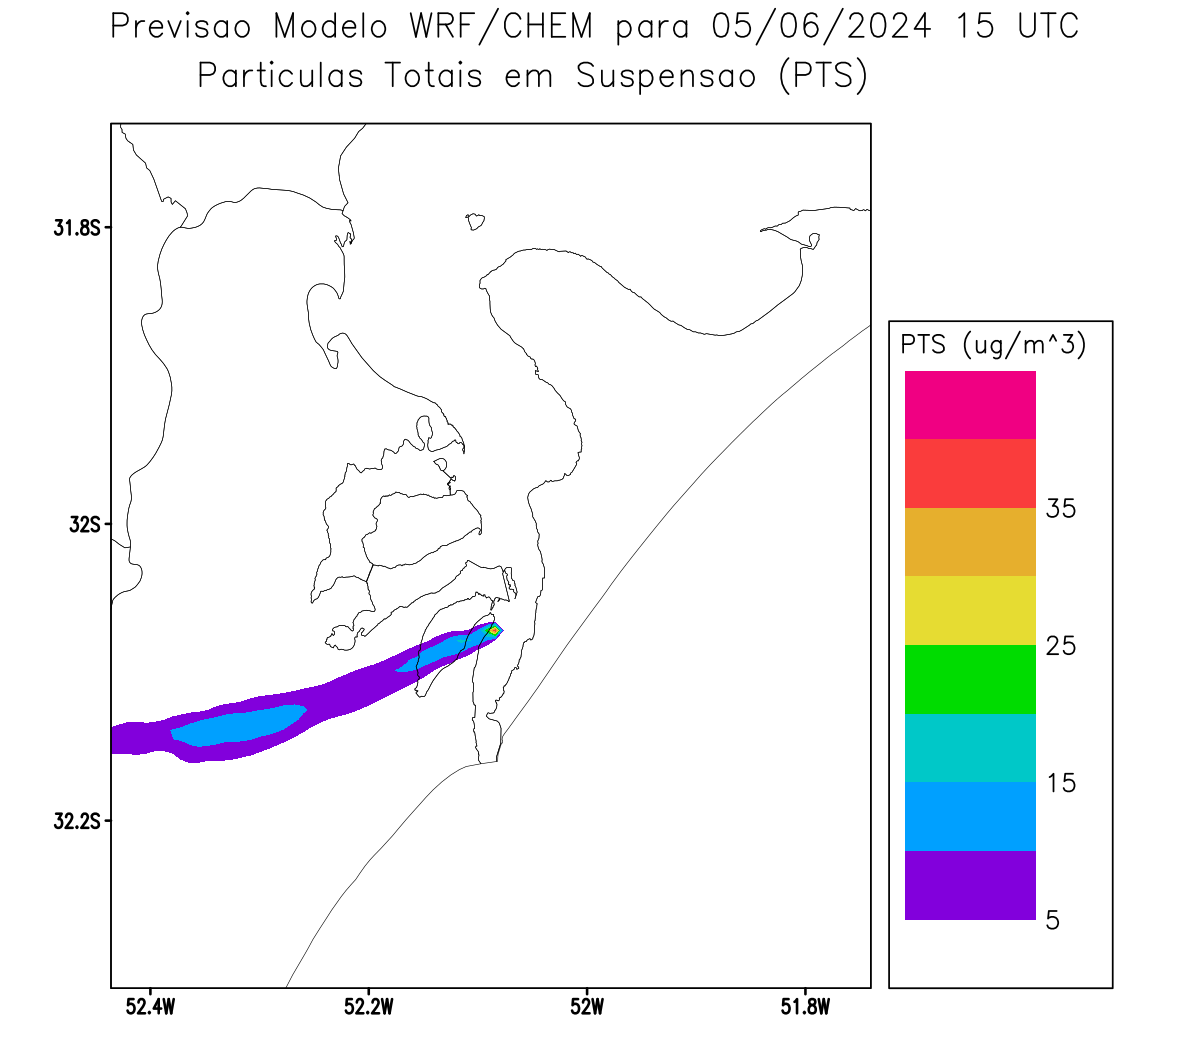 Previsao Modelo WRF/CHEM para 05/06/2024 15 UTC
Particulas Totais em Suspensao (PTS)
31.8S
32S
32.2S
52.4W
52.2W
52W
51.8W
PTS (ug/m^3)
35
25
15
5